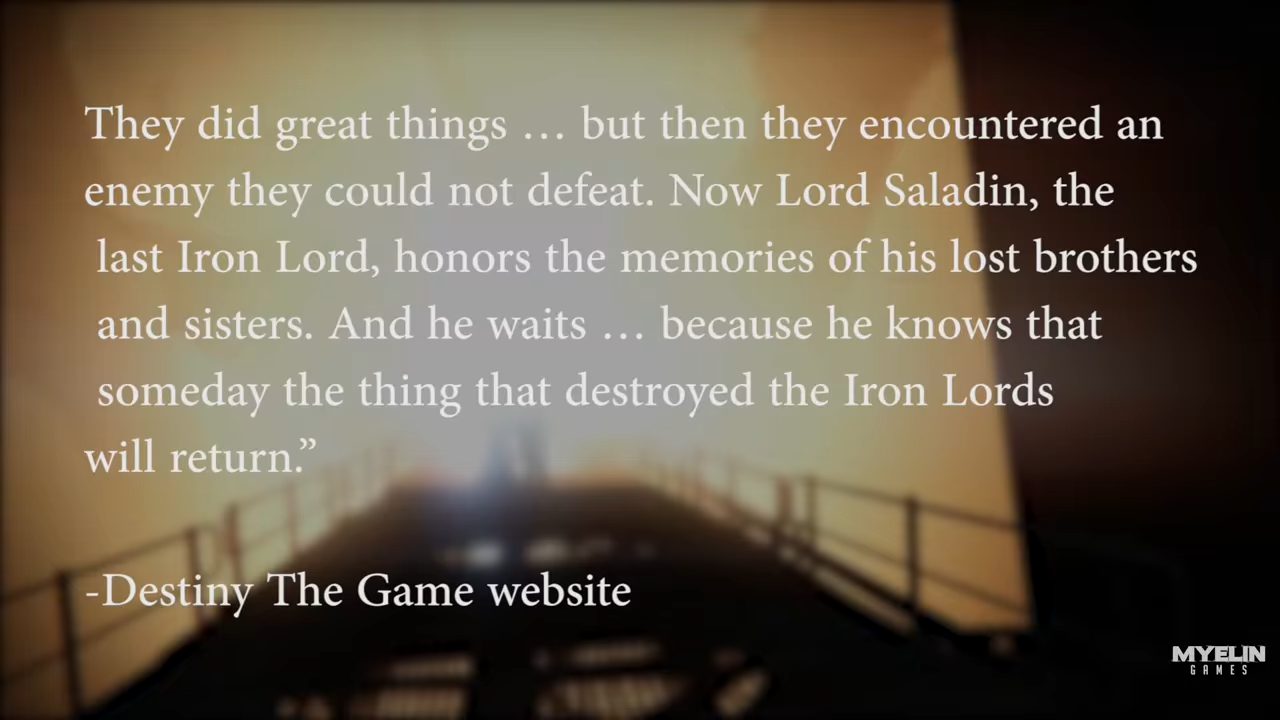 They did great things … but then they encountered an
enemy they could not defeat. Now Lord Saladin, the
last Iron Lord, honors the memories of his lost brothers
and sisters. And he waits … because he knows that
someday the thing that destroyed the Iron Lords
will return.”
-Destiny The Game website
MYELIN
GAMES